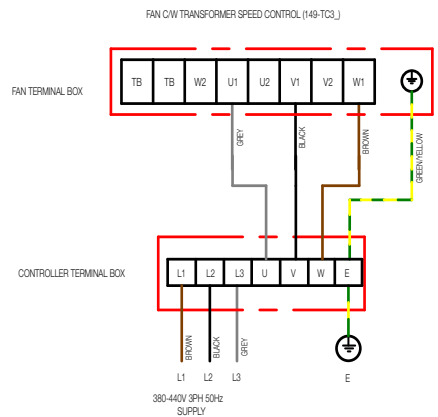 FAN C/W TRANSFORMER SPEED CONTROL (149-TC3_)
FAN TERMINAL BOX
TB TB W2 U1 U2 V1 V2 W1
GREY
BLACK
BROWN
GREEN/YELLOW
CONTROLLER TERMINAL BOX
L1 L2 L3 U V W E
BROWN
BLACK
GREY
L1 L2 L3 E
380-440V 3PH 50Hz
SUPPLY